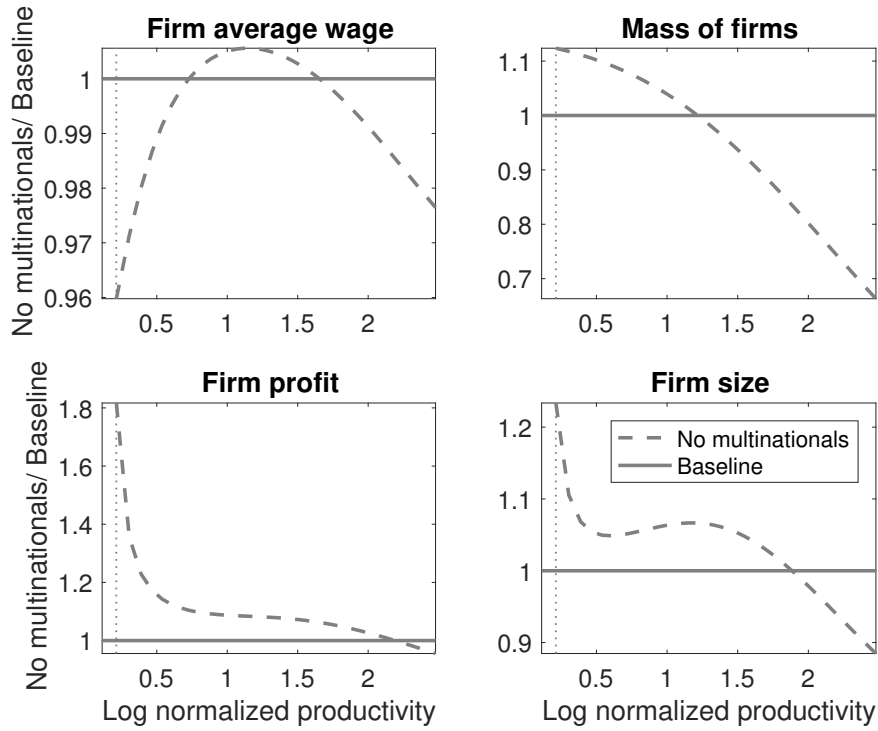 Firm average wage
No multinationals/ Baseline
1
0.99
0.98
0.97
0.96
0.5 1 1.5 2
Mass of firms
1.1
1
0.9
0.8
0.7
0.5 1 1.5 2
Firm profit
No multinationals/ Baseline
1.8
1.6
1.4
1.2
1
0.5 1 1.5 2
Log normalized productivity
Firm size
1.2
1.1
1
0.9
No multinationals
Baseline
0.5 1 1.5 2
Log normalized productivity